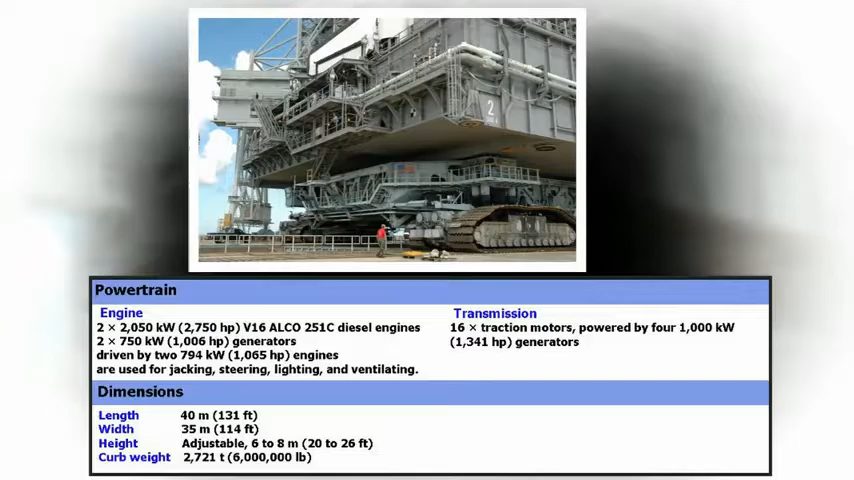 2
Powertrain
Engine
2 × 2,050 kW (2,750 hp) V16 ALCO 251C diesel engines
2 × 750 kW (1,006 hp) generators
driven by two 794 kW (1,065 hp) engines
are used for jacking, steering, lighting, and ventilating.
Transmission
16 × traction motors, powered by four 1,000 kW
(1,341 hp) generators
Dimensions
Length 40 m (131 ft)
Width 35 m (114 ft)
Height Adjustable, 6 to 8 m (20 to 26 ft)
Curb weight 2,721 t (6,000,000 lb)